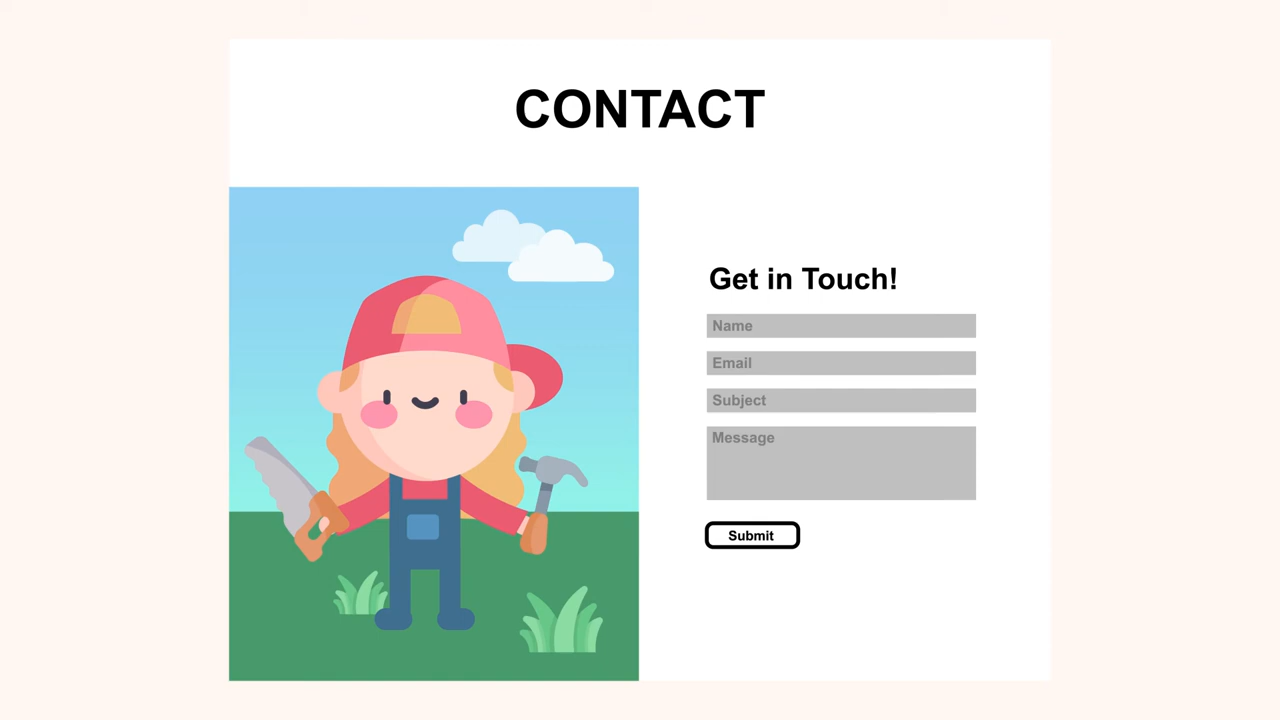 CONTACT
Get in Touch!
Name
Email
Subject
Message
Submit